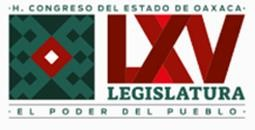 ·H. CONGRESO DEL ESTADO DE OAXACA·
LXV
LEGISLATURA
·EL PODER DEL PUEBLO·